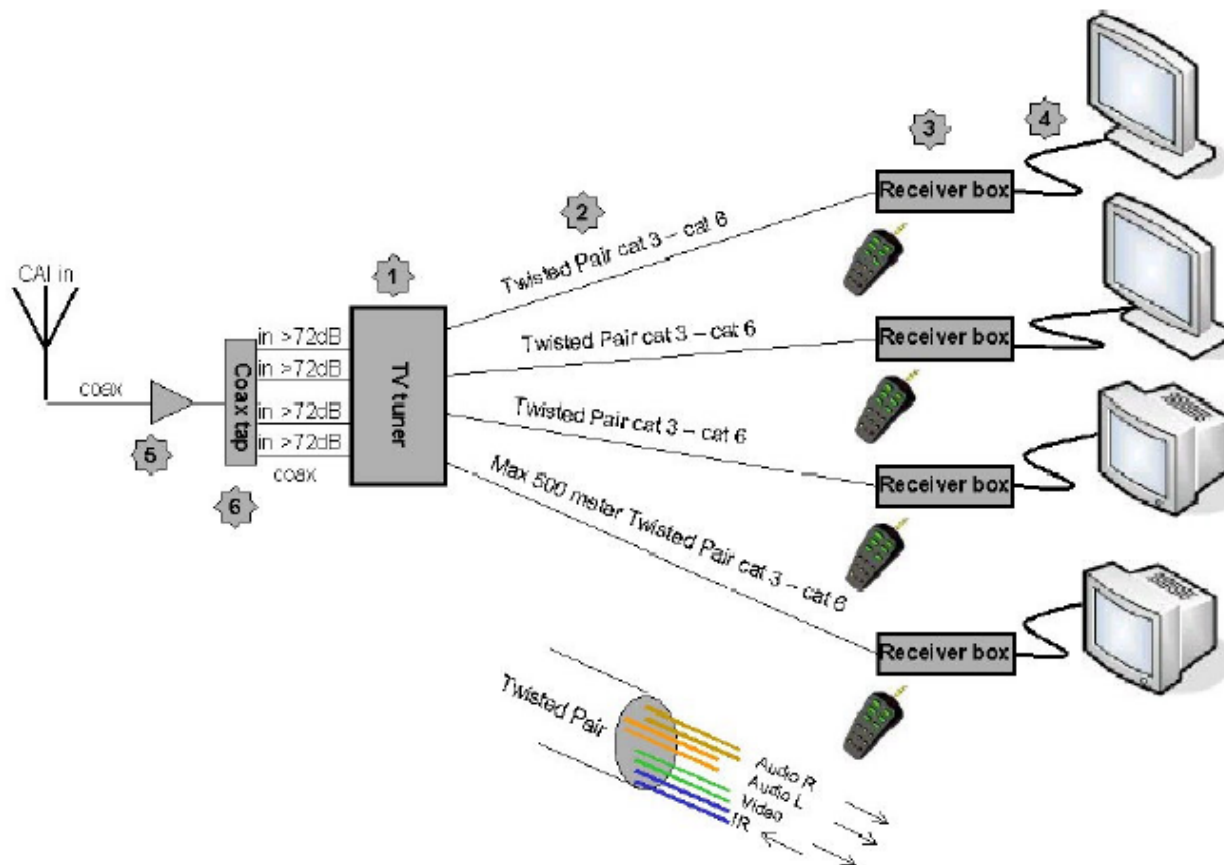 4
3
Receiver box
2
Twisted Pair cat 3 – cat 6
CAI in
1
Receiver box
in >72dB
Twisted Pair cat 3 – cat 6
in >72dB
coax
Coax tap
TV tuner
in >72dB
Twisted Pair cat 3 – cat 6
in >72dB
5
coax
Receiver box
6
Max 500 meter Twisted Pair cat 3 – cat 6
Receiver box
Twisted Pair
Audio R
Audio L
Video
IR